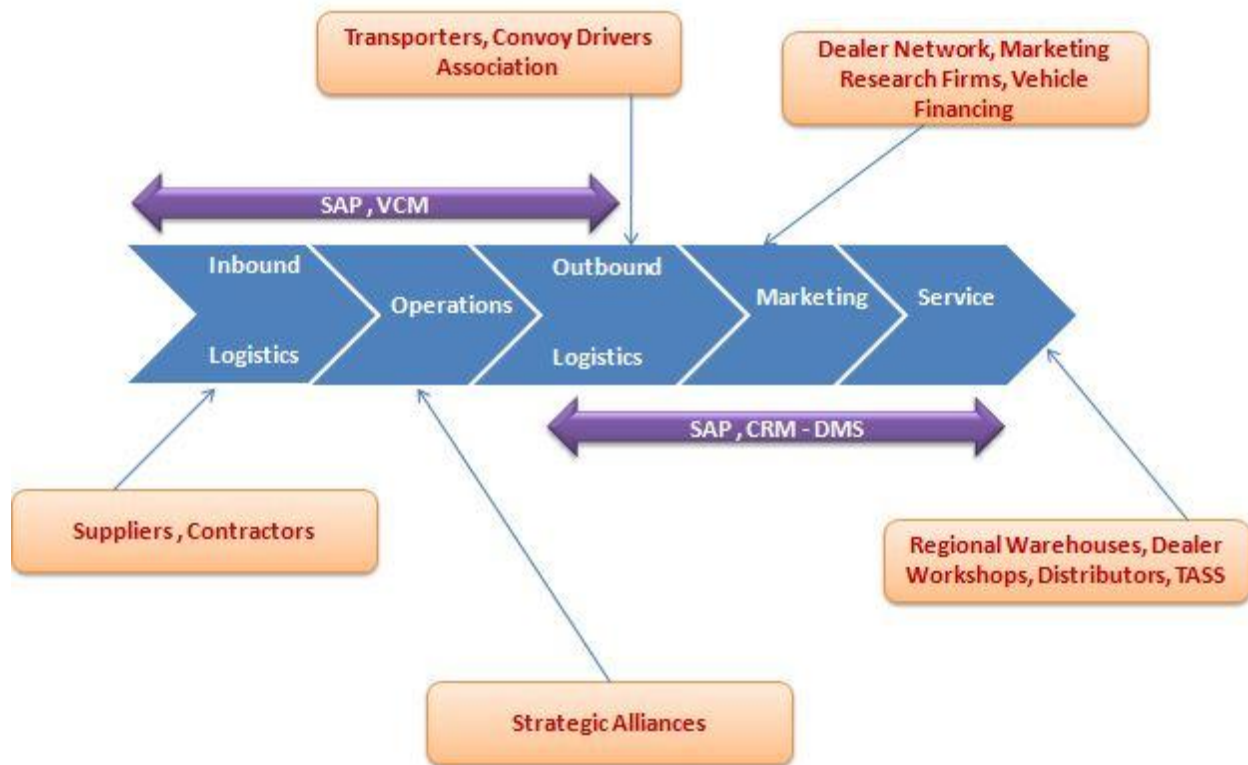 Transporters, Convoy Drivers
Association
Dealer Network, Marketing
Research Firms, Vehicle
Financing
SAP , VCM
Inbound
Logistics
Operations
Outbound
Logistics
Marketing
Service
SAP , CRM - DMS
Suppliers , Contractors
Regional Warehouses, Dealer
Workshops, Distributors, TASS
Strategic Alliances